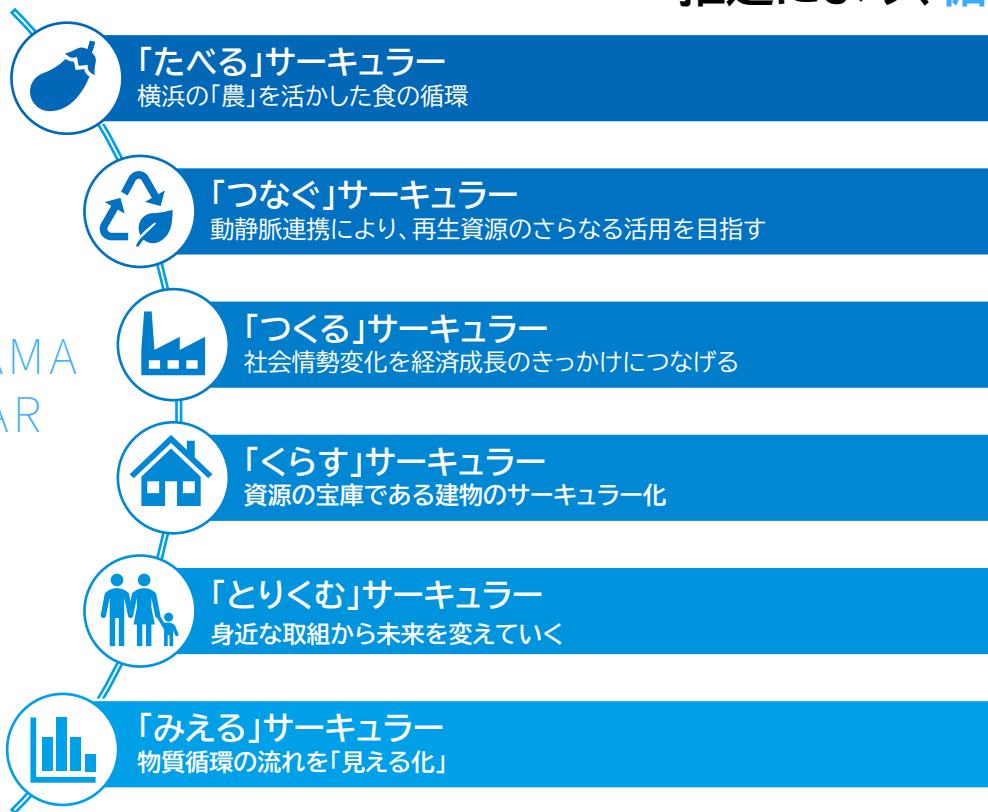 「たべる」サーキュラー
横浜の「農」を活かした食の循環
「つなぐ」サーキュラー
動静脈連携により、再生資源のさらなる活用を目指す
AMA
AR
「つくる」サーキュラー
社会情勢変化を経済成長のきっかけにつなげる
「くらす」サーキュラー
資源の宝庫である建物のサーキュラー化
「とりくむ」サーキュラー
身近な取組から未来を変えていく
「みえる」サーキュラー
物質循環の流れを「見える化」